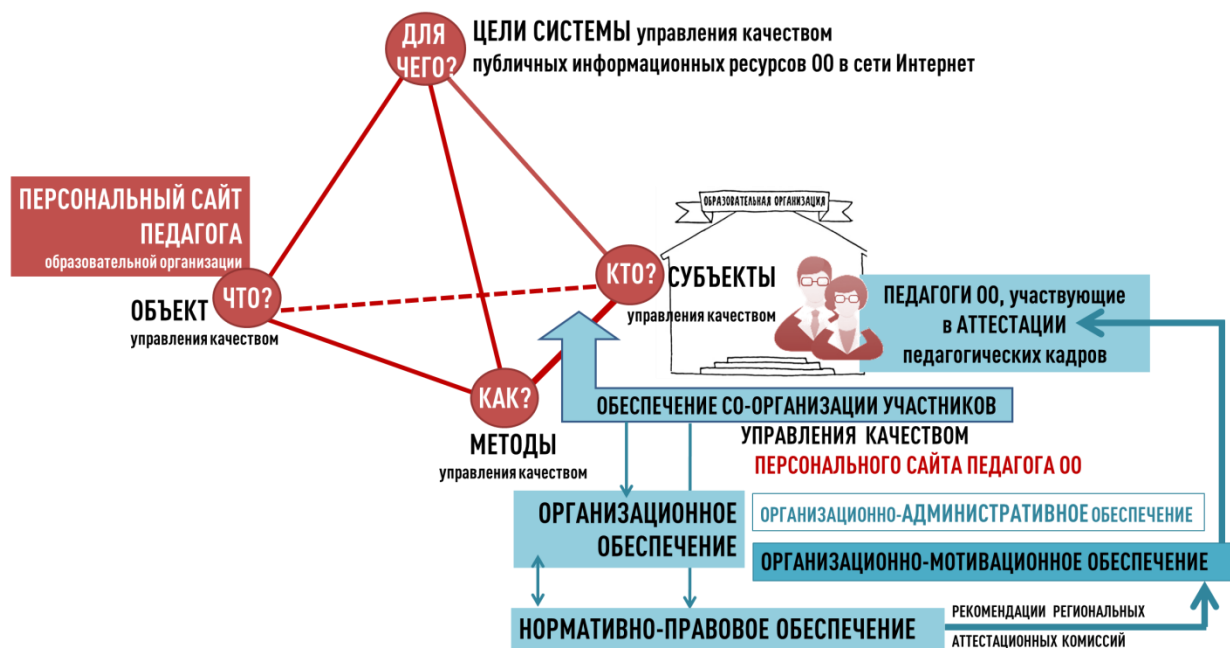 ДЛЯ
ЧЕГО?
ЦЕЛИ СИСТЕМЫ управления качеством
публичных информационных ресурсов ОО в сети Интернет
ПЕРСОНАЛЬНЫЙ САЙТ
ПЕДАГОГА
образовательной организации
ЧТО?
ОБЪЕКТ
управления качеством
ОБРАЗОВАТЕЛЬНАЯ ОРГАНИЗАЦИЯ
КТО?
СУБЪЕКТЫ
управления качеством
ПЕДАГОГИ ОО, участвующие
в АТТЕСТАЦИИ
педагогических кадров
КАК?
МЕТОДЫ
управления качеством
ОБЕСПЕЧЕНИЕ СО-ОРГАНИЗАЦИИ УЧАСТНИКОВ
УПРАВЛЕНИЯ КАЧЕСТВОМ
ПЕРСОНАЛЬНОГО САЙТА ПЕДАГОГА ОО
ОРГАНИЗАЦИОННОЕ
ОБЕСПЕЧЕНИЕ
ОРГАНИЗАЦИОННО-АДМИНИСТРАТИВНОЕ ОБЕСПЕЧЕНИЕ
ОРГАНИЗАЦИОННО-МОТИВАЦИОННОЕ ОБЕСПЕЧЕНИЕ
НОРМАТИВНО-ПРАВОВОЕ ОБЕСПЕЧЕНИЕ
РЕКОМЕНДАЦИИ РЕГИОНАЛЬНЫХ
АТТЕСТАЦИОННЫХ КОМИССИЙ